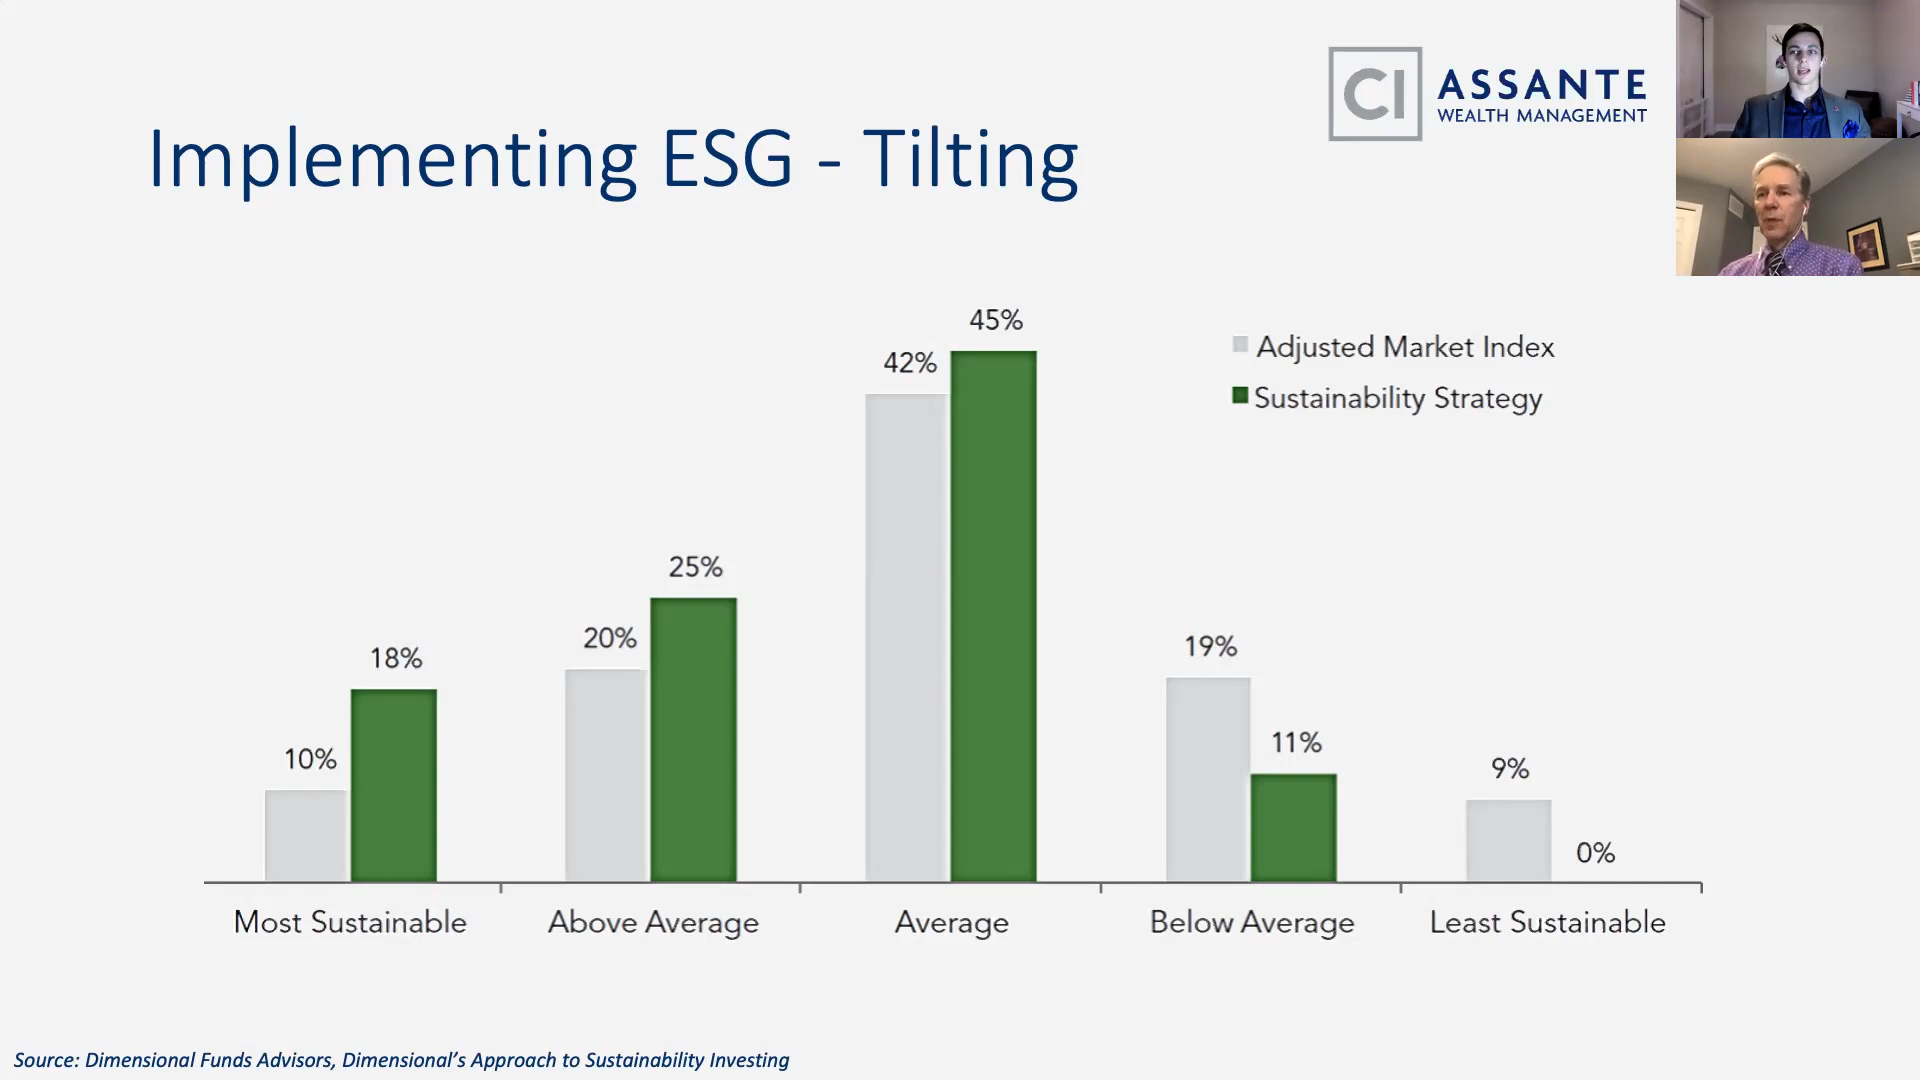 CI ASSANTE
WEALTH MANAGEMENT
Implementing ESG - Tilting
45%
42%
Adjusted Market Index
Sustainability Strategy
25%
20%
19%
18%
11%
10%
9%
0%
Most Sustainable
Above Average
Average
Below Average
Least Sustainable
Source: Dimensional Funds Advisors, Dimensional's Approach to Sustainability Investing